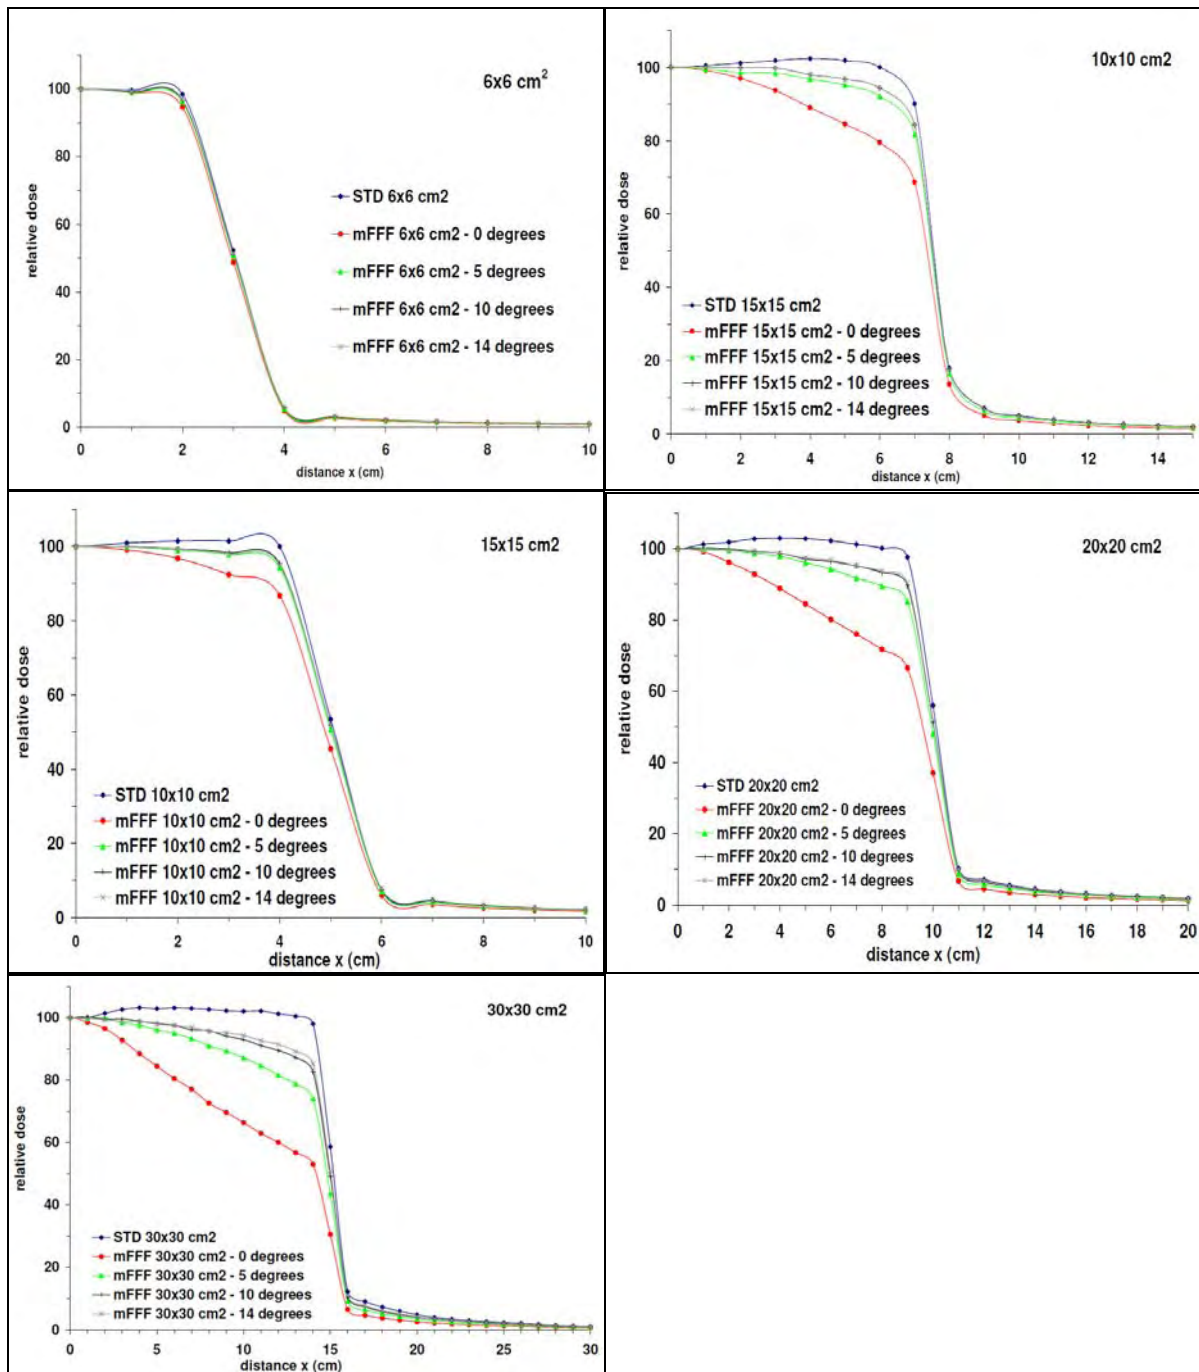 6x6 cm2
100
80
60
40
20
0
relative dose
STD 6x6 cm2
mFFF 6x6 cm2 - 0 degrees
mFFF 6x6 cm2 - 5 degrees
mFFF 6x6 cm2 - 10 degrees
mFFF 6x6 cm2 - 14 degrees
0 2 4 6 8 10
distance x (cm)
10x10 cm2
100
80
60
40
20
0
relative dose
STD 15x15 cm2
mFFF 15x15 cm2 - 0 degrees
mFFF 15x15 cm2 - 5 degrees
mFFF 15x15 cm2 - 10 degrees
mFFF 15x15 cm2 - 14 degrees
0 2 4 6 8 10 12 14
distance x (cm)
15x15 cm2
100
80
60
40
20
0
relative dose
STD 10x10 cm2
mFFF 10x10 cm2 - 0 degrees
mFFF 10x10 cm2 - 5 degrees
mFFF 10x10 cm2 - 10 degrees
mFFF 10x10 cm2 - 14 degrees
0 2 4 6 8 10
distance x (cm)
20x20 cm2
100
80
60
40
20
0
relative dose
STD 20x20 cm2
mFFF 20x20 cm2 - 0 degrees
mFFF 20x20 cm2 - 5 degrees
mFFF 20x20 cm2 - 10 degrees
mFFF 20x20 cm2 - 14 degrees
0 2 4 6 8 10 12 14 16 18 20
distance x (cm)
30x30 cm2
100
80
60
40
20
0
relative dose
STD 30x30 cm2
mFFF 30x30 cm2 - 0 degrees
mFFF 30x30 cm2 - 5 degrees
mFFF 30x30 cm2 - 10 degrees
mFFF 30x30 cm2 - 14 degrees
0 5 10 15 20 25 30
distance x (cm)